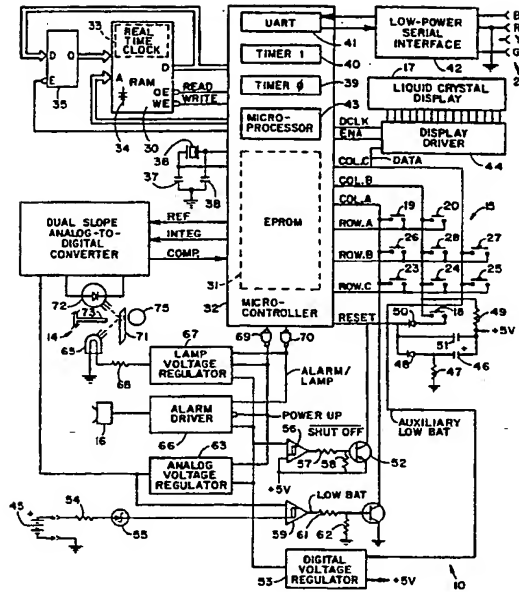 UART
41
TIMER 1
40
TIMER 0
39
MICRO-
PROCESSOR
43
EPROM
31
32
MICRO-
CONTROLLER
LOW-POWER
SERIAL
INTERFACE
42
B
R
G
17
LIQUID CRYSTAL
DISPLAY
DISPLAY
DRIVER
44
DCLK
ENA
DATA
COL.C
COL.B
COL.A
ROW.A
ROW.B
ROW.C
RESET
19
20
15
26
28
27
23
24
25
18
50
49
+5V
51
48
46
+
47
33
REAL
TIME
CLOCK
RAM
D
A
OE
WE
READ
WRITE
34
30
D
Q
E
35
36
37
38
DUAL SLOPE
ANALOG-TO-
DIGITAL
CONVERTER
REF
INTEG
COMP.
72
73
75
14
71
65
68
67
LAMP
VOLTAGE
REGULATOR
69
70
ALARM/
LAMP
16
ALARM
DRIVER
66
POWER UP
63
ANALOG
VOLTAGE
REGULATOR
56
SHUT OFF
57
58
52
+5V
AUXILIARY
LOW BAT
45
+
54
55
LOW BAT
59
61
62
DIGITAL
VOLTAGE
REGULATOR
53
+5V
10